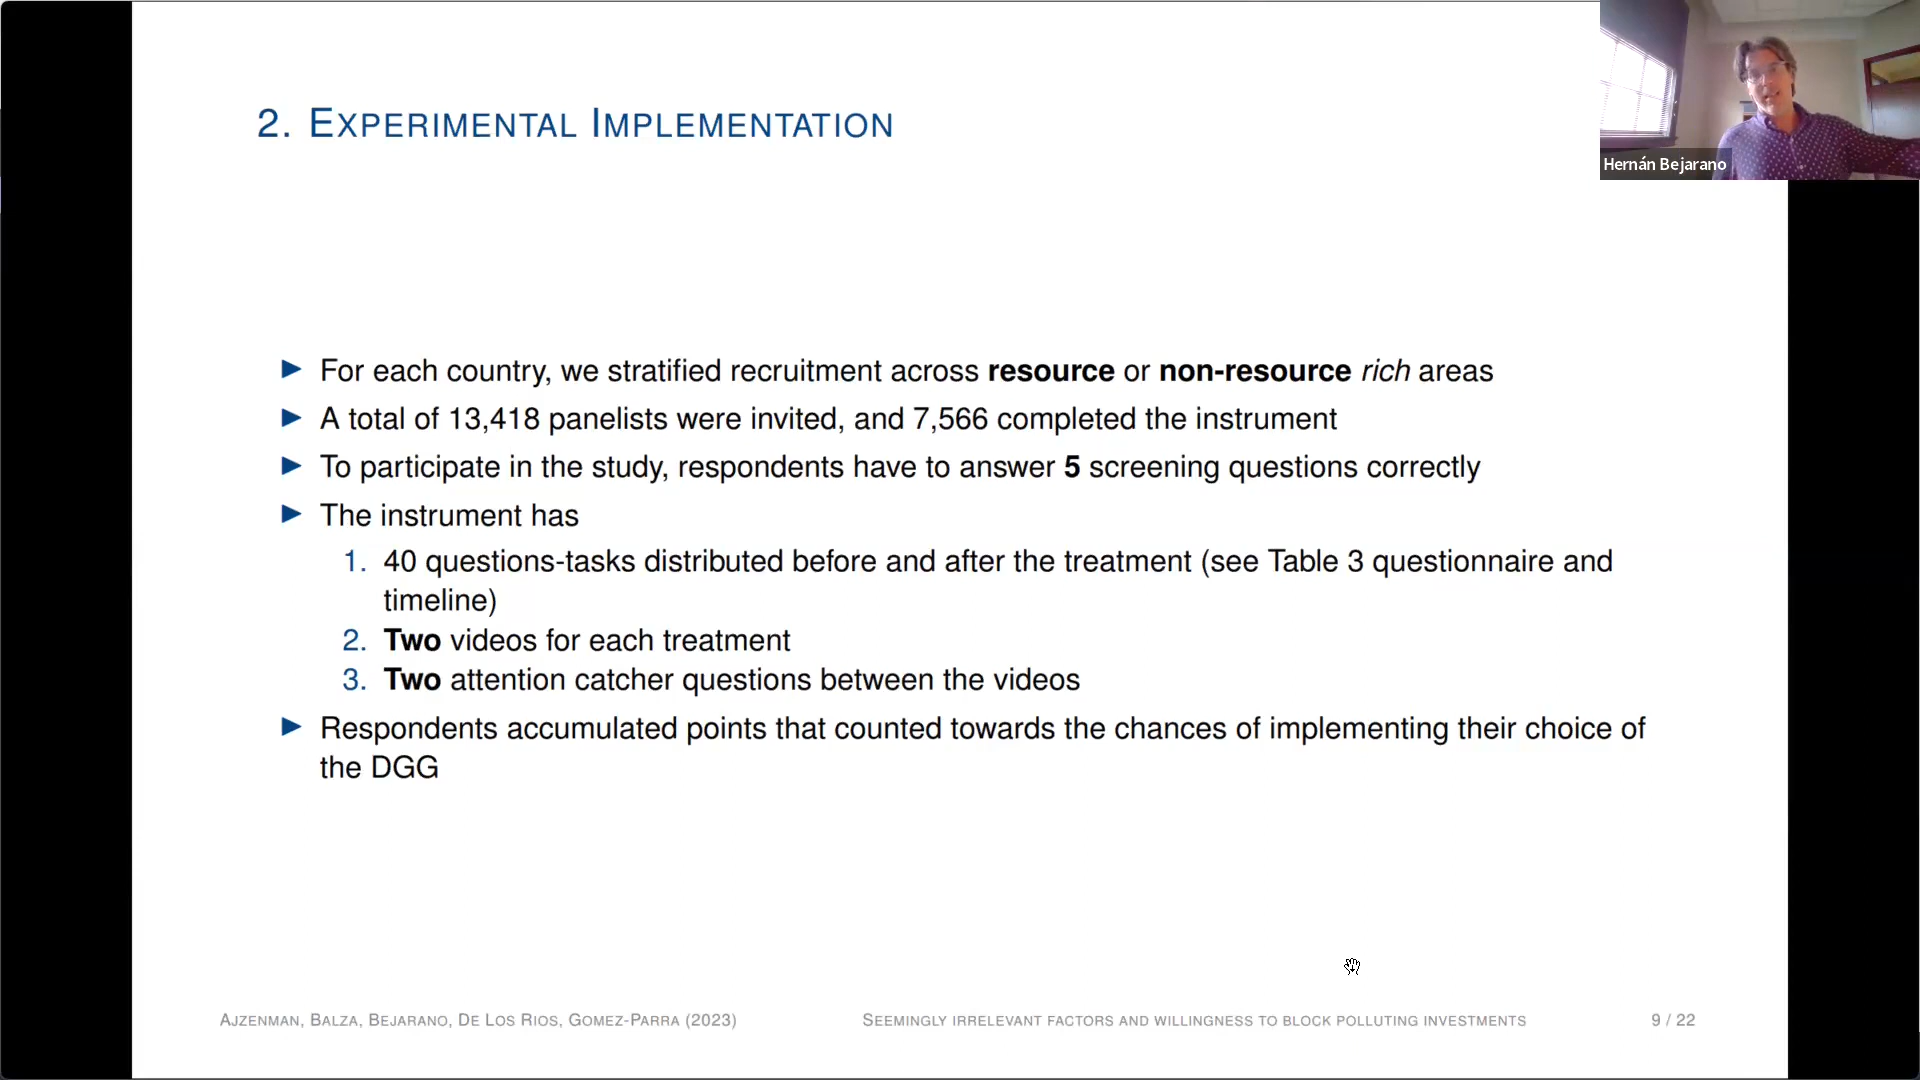 2. EXPERIMENTAL IMPLEMENTATION
Hernán Bejarano
▶ For each country, we stratified recruitment across resource or non-resource rich areas
▶ A total of 13,418 panelists were invited, and 7,566 completed the instrument
▶ To participate in the study, respondents have to answer 5 screening questions correctly
▶ The instrument has
1. 40 questions-tasks distributed before and after the treatment (see Table 3 questionnaire and
timeline)
2. Two videos for each treatment
3. Two attention catcher questions between the videos
▶ Respondents accumulated points that counted towards the chances of implementing their choice of
the DGG
AJZENMAN, BALZA, BEJARANO, DE LOS RIOS, GOMEZ-PARRA (2023)
SEEMINGLY IRRELEVANT FACTORS AND WILLINGNESS TO BLOCK POLLUTING INVESTMENTS
9 / 22